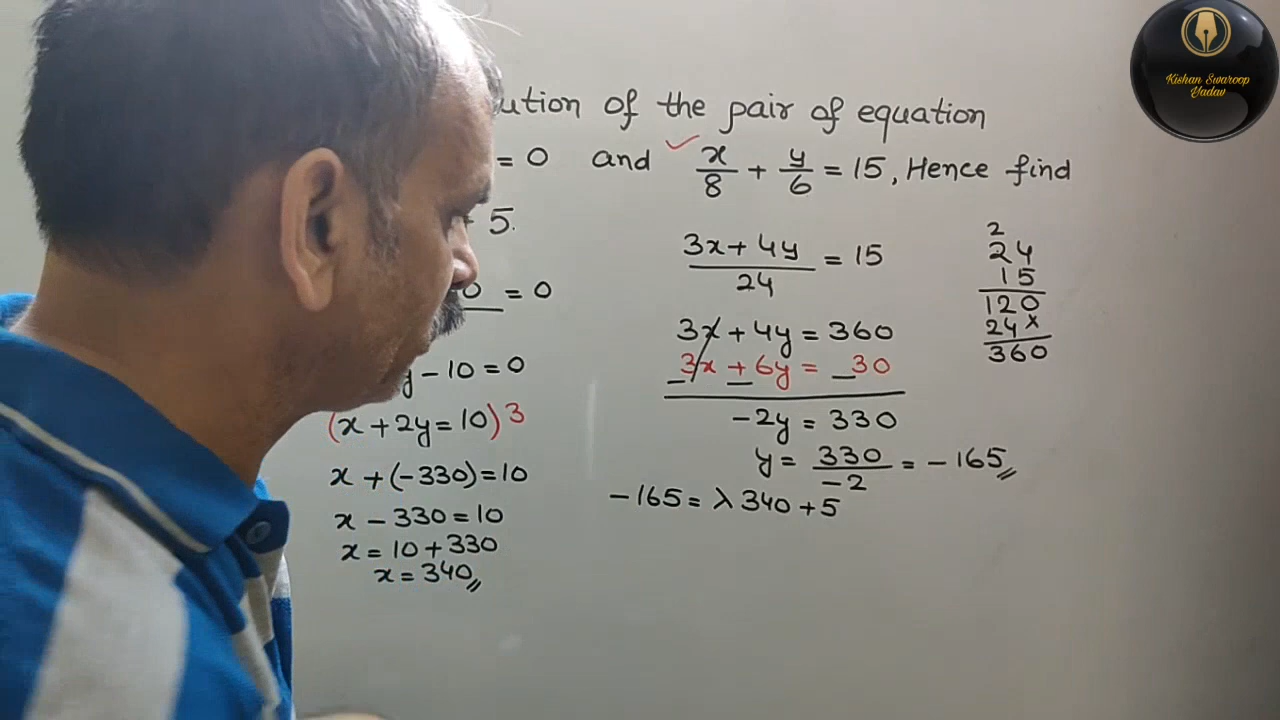 ution of the pair of equation
= 0 and x/8 + y/6 = 15, Hence find
+ 5.
0 = 0
y - 10 = 0
(x + 2y = 10) 3
x + (-330) = 10
x - 330 = 10
x = 10 + 330
x = 340
(3x + 4y)/24 = 15
3x + 4y = 360
3x + 6y = 30
- - -
-2y = 330
y = 330/-2 = -165
-165 = λ 340 + 5
2
24
15
120
24x
360
Kishan Swaroop
Yadav